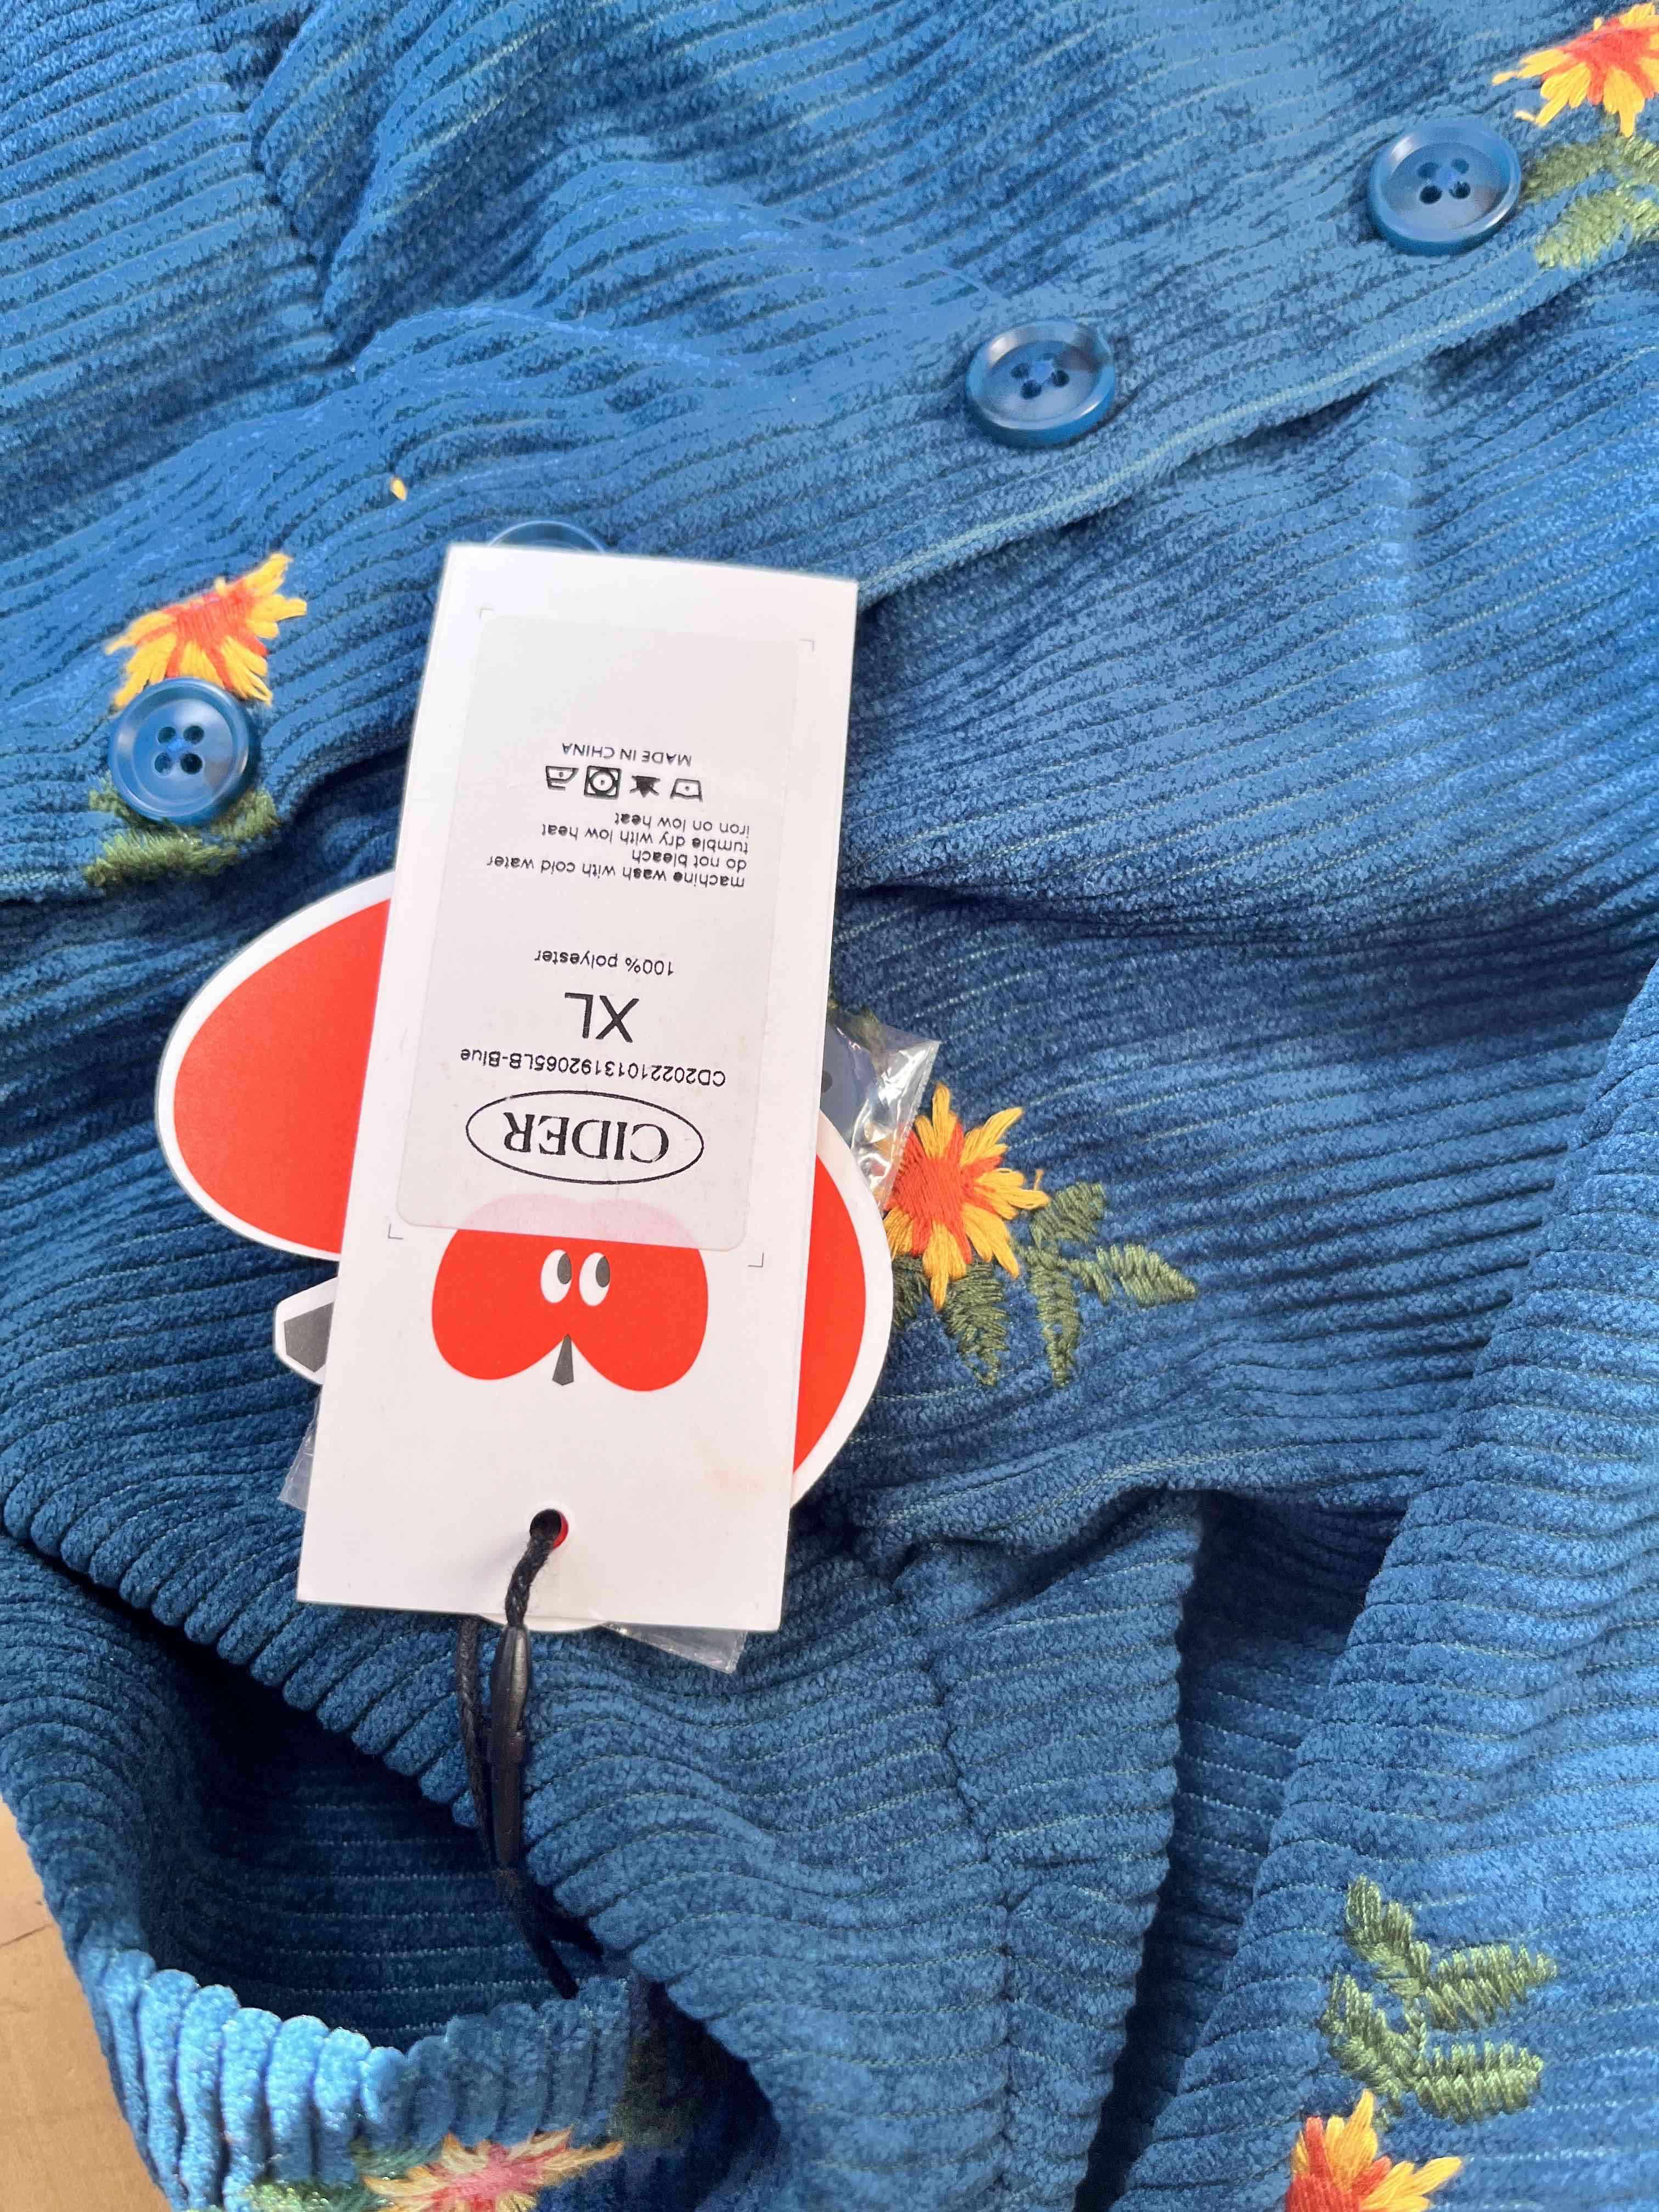 CIDER
CD20221013192065LB-Blue
XL
100% polyester
machine wash with cold water
do not bleach
tumble dry with low heat
iron on low heat
MADE IN CHINA